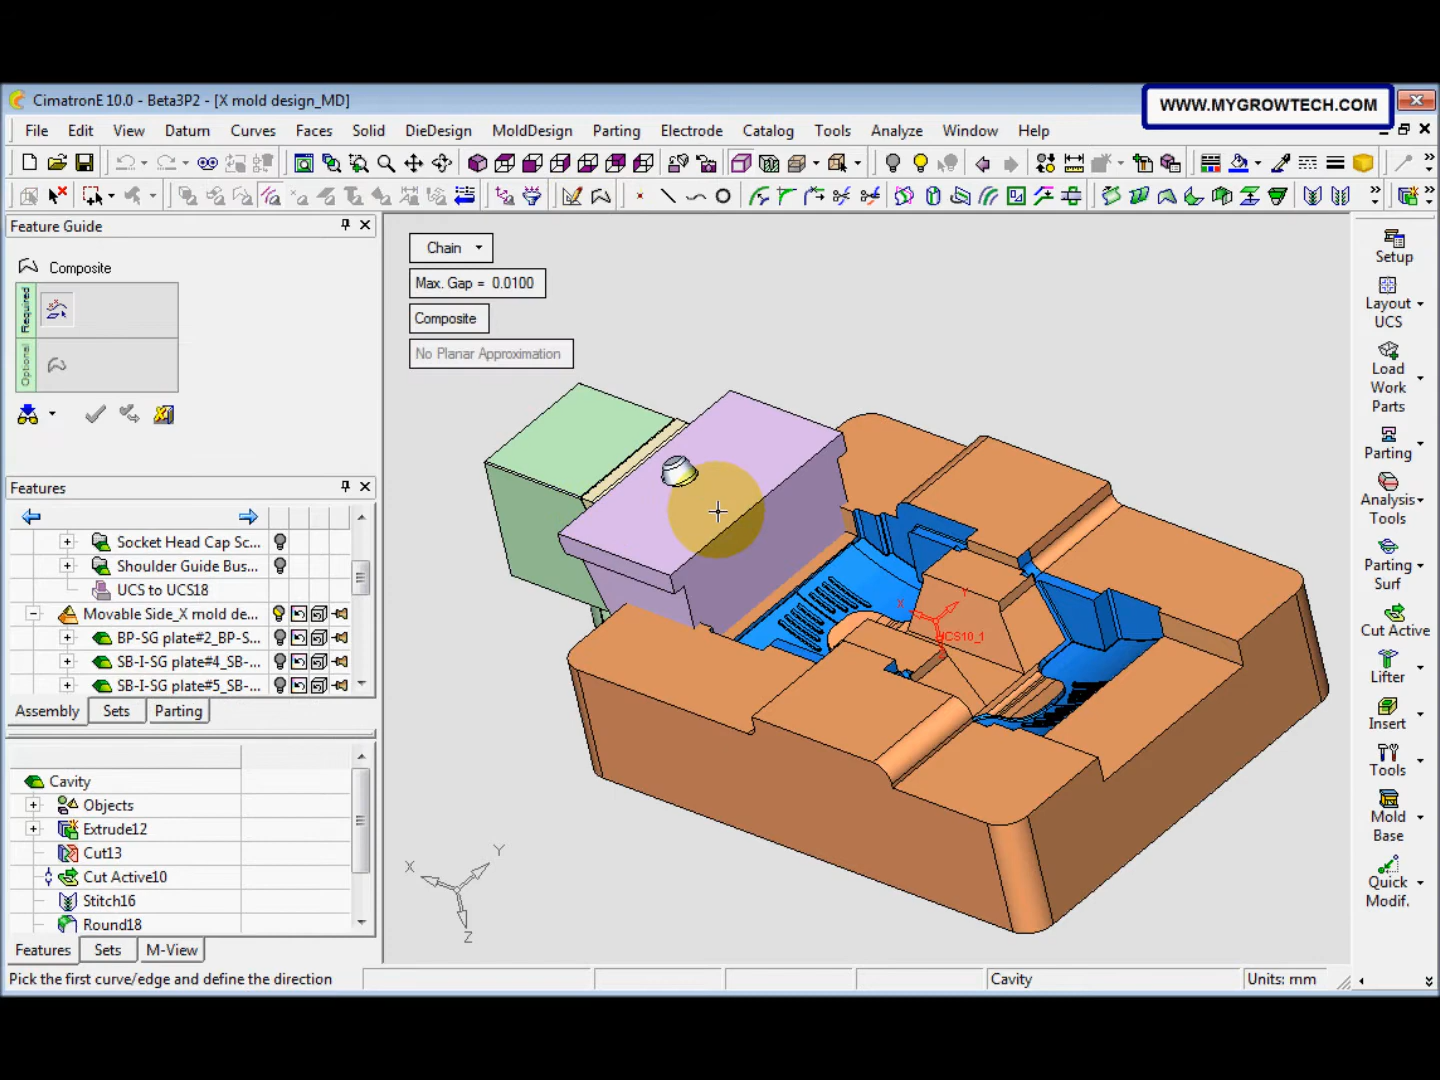 CimatronE 10.0 - Beta3P2 - [X mold design_MD]
WWW.MYGROWTECH.COM
File Edit View Datum Curves Faces Solid DieDesign MoldDesign Parting Electrode Catalog Tools Analyze Window Help
Feature Guide
Composite
Required
Optional
Chain
Max. Gap = 0.0100
Composite
No Planar Approximation
Features
Socket Head Cap Sc...
Shoulder Guide Bus...
UCS to UCS18
Movable Side_X mold de...
BP-SG plate#2_BP-S...
SB-I-SG plate#4_SB-...
SB-I-SG plate#5_SB-...
Assembly Sets Parting
Cavity
Objects
Extrude12
Cut13
Cut Active10
Stitch16
Round18
Features Sets M-View
X
Y
UCS10_1
X
Y
Z
Setup
Layout
UCS
Load
Work
Parts
Parting
Analysis
Tools
Parting
Surf
Cut Active
Lifter
Insert
Tools
Mold
Base
Quick
Modif.
Pick the first curve/edge and define the direction
Cavity
Units: mm